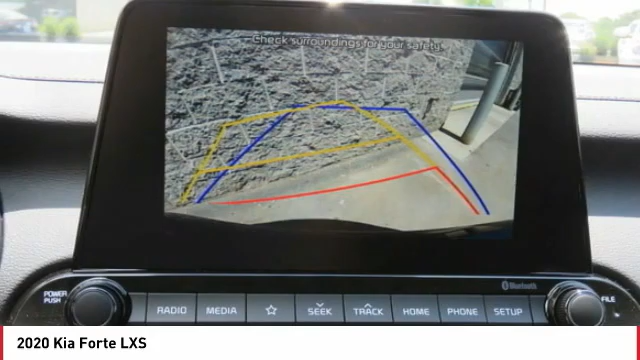 Check surroundings for your safety
Bluetooth
POWER
PUSH
RADIO
MEDIA
SEEK
TRACK
HOME
PHONE
SETUP
FILE
2020 Kia Forte LXS